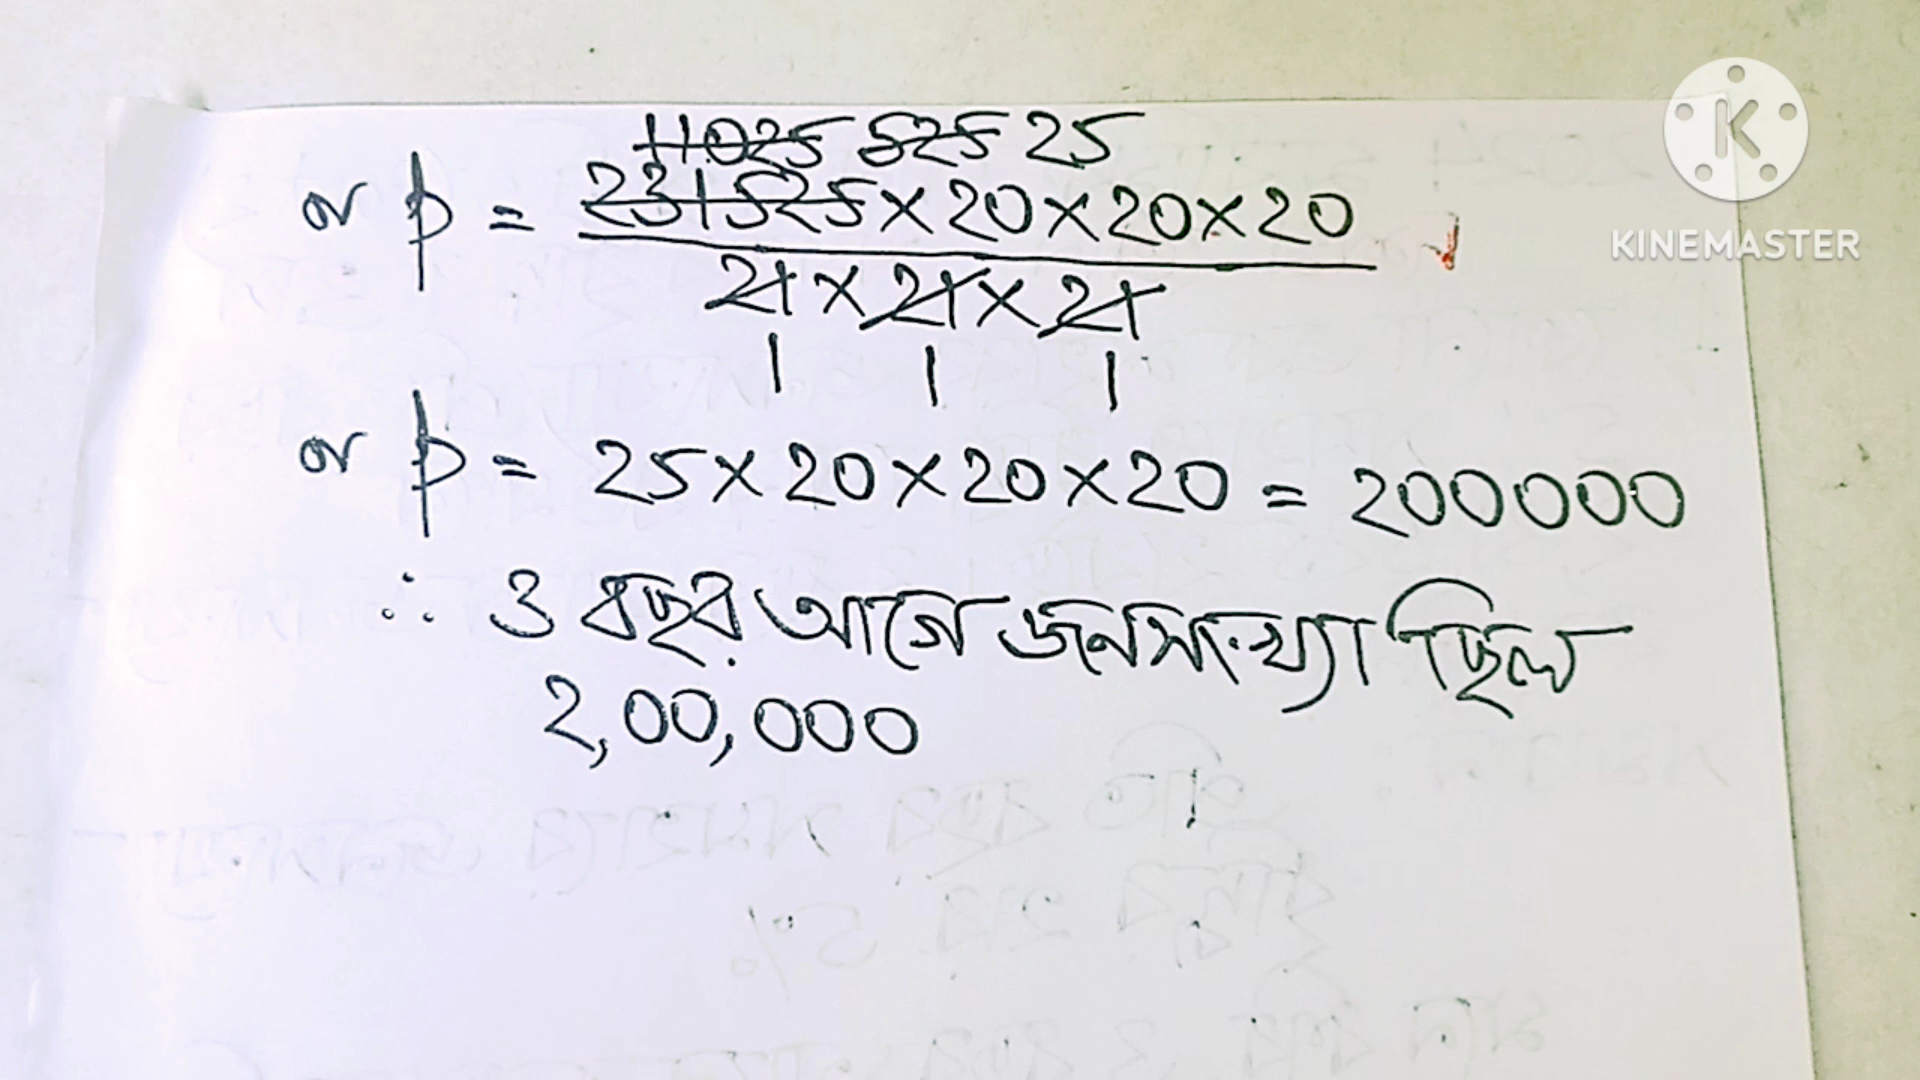 11025 525 25
or p = 231525×20×20×20
21×21×21
1 1 1
or p = 25×20×20×20 = 200000
∴ ৩ বছর আগে জনসংখ্যা ছিল
2,00,000
K
KINEMASTER